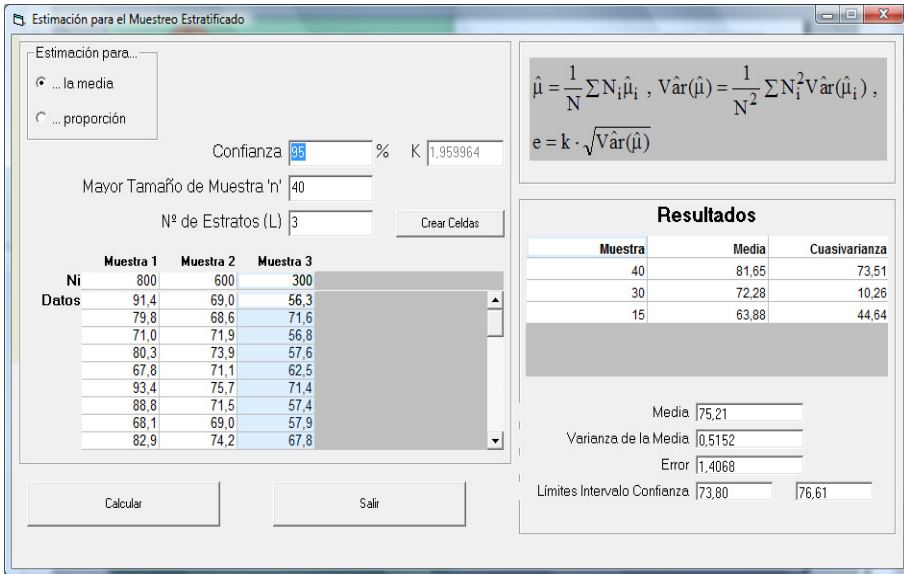 Estimación para el Muestreo Estratificado
Estimación para...
... la media
... proporción
Confianza 95 % K 1,959964
Mayor Tamaño de Muestra 'n' 40
Nº de Estratos (L) 3
Crear Celdas
Muestra 1 Muestra 2 Muestra 3
Ni 800 600 300
Datos 91,4 69,0 56,3
79,8 68,6 71,6
71,0 71,9 56,8
80,3 73,9 57,6
67,8 71,1 62,5
93,4 75,7 71,4
88,8 71,5 57,4
68,1 69,0 57,9
82,9 74,2 67,8
Calcular
Salir
μ̂ = 1/N ΣNᵢμ̂ᵢ , Vâr(μ̂) = 1/N² ΣNᵢ²Vâr(μ̂ᵢ) ,
e = k · √Vâr(μ̂)
Resultados
Muestra Media Cuasivarianza
40 81,65 73,51
30 72,28 10,26
15 63,88 44,64
Media 75,21
Varianza de la Media 0,5152
Error 1,4068
Límites Intervalo Confianza 73,80 76,61